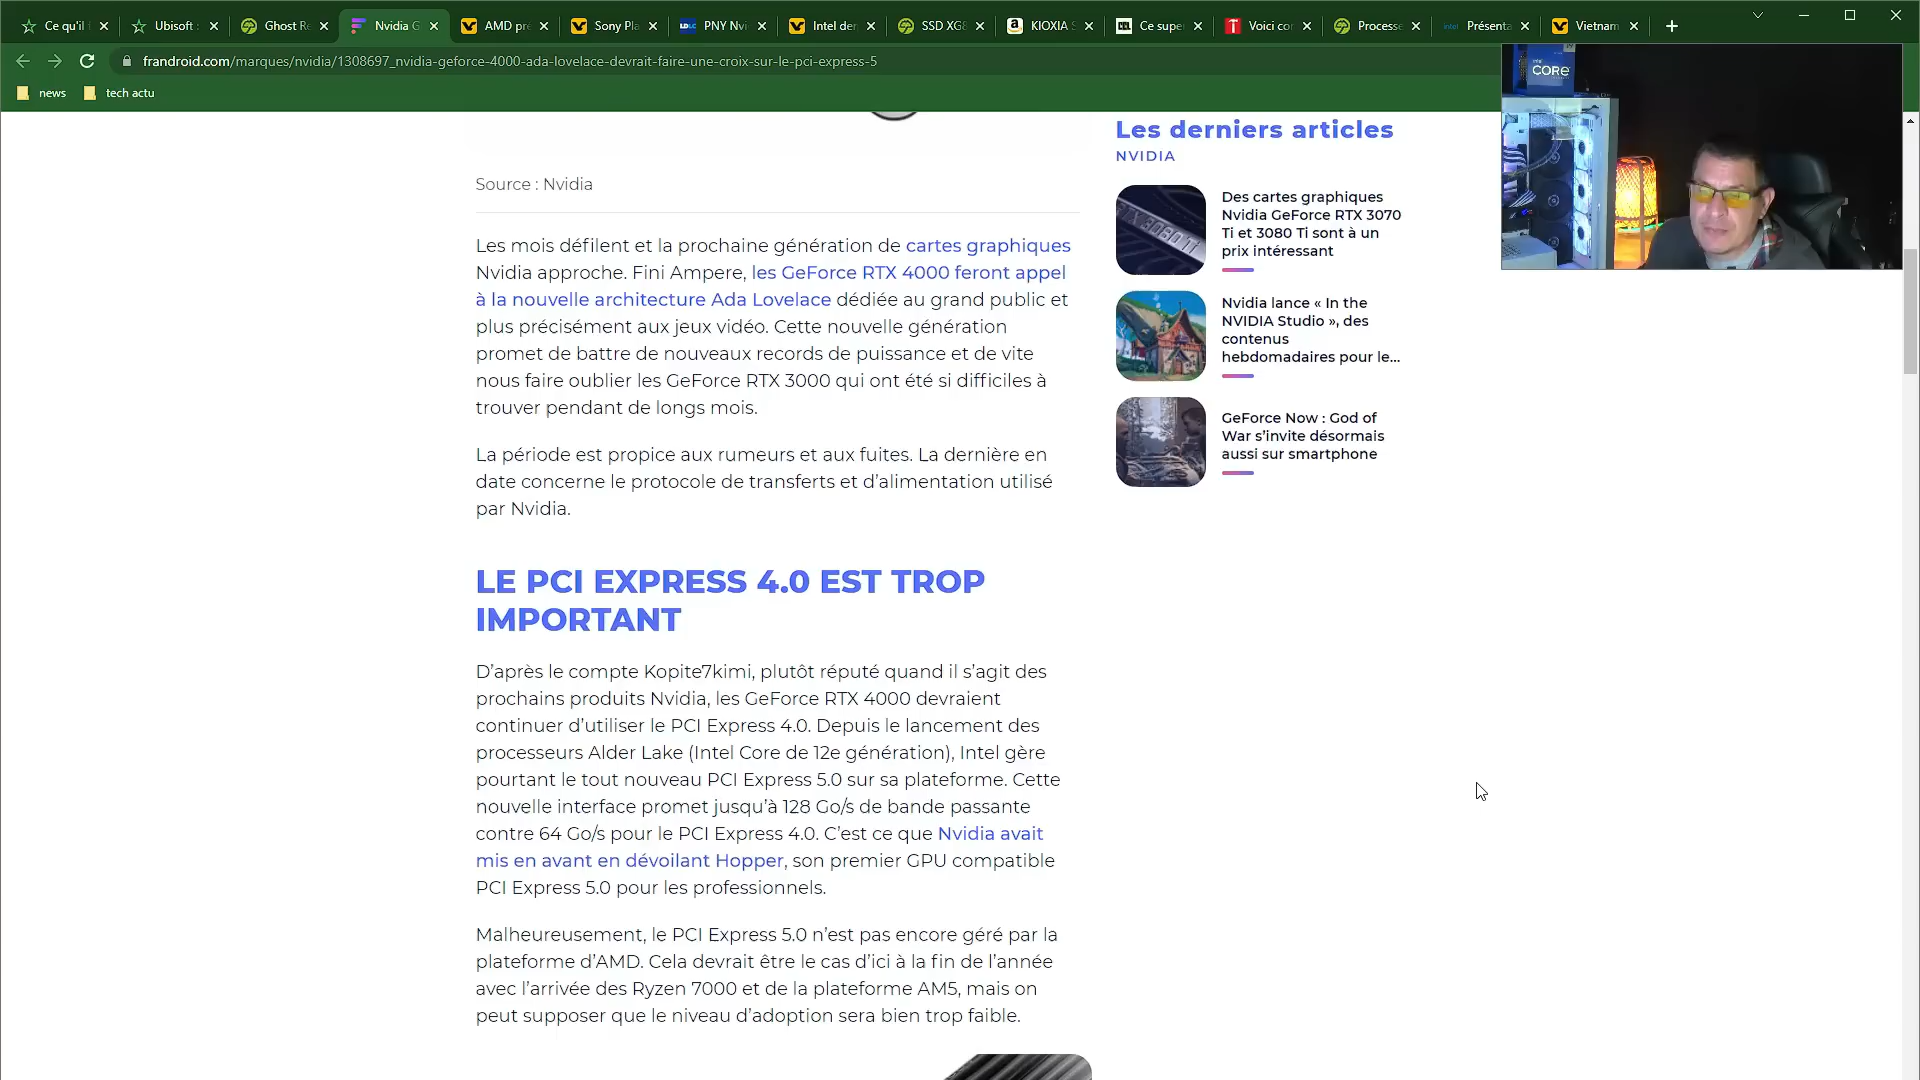 Ce qu'il
Ubisoft :
Ghost Re
Nvidia G
AMD pré
Sony Pla
PNY Nvi
Intel der
SSD XG8
KIOXIA S
Ce supe
Voici co
Processe
Présenta
Vietnam
frandroid.com/marques/nvidia/1308697_nvidia-geforce-4000-ada-lovelace-devrait-faire-une-croix-sur-le-pci-express-5
news
tech actu
intel
CORE
Source : Nvidia
Les mois défilent et la prochaine génération de cartes graphiques
Nvidia approche. Fini Ampere, les GeForce RTX 4000 feront appel
à la nouvelle architecture Ada Lovelace dédiée au grand public et
plus précisément aux jeux vidéo. Cette nouvelle génération
promet de battre de nouveaux records de puissance et de vite
nous faire oublier les GeForce RTX 3000 qui ont été si difficiles à
trouver pendant de longs mois.
La période est propice aux rumeurs et aux fuites. La dernière en
date concerne le protocole de transferts et d’alimentation utilisé
par Nvidia.
LE PCI EXPRESS 4.0 EST TROP
IMPORTANT
D’après le compte Kopite7kimi, plutôt réputé quand il s’agit des
prochains produits Nvidia, les GeForce RTX 4000 devraient
continuer d’utiliser le PCI Express 4.0. Depuis le lancement des
processeurs Alder Lake (Intel Core de 12e génération), Intel gère
pourtant le tout nouveau PCI Express 5.0 sur sa plateforme. Cette
nouvelle interface promet jusqu’à 128 Go/s de bande passante
contre 64 Go/s pour le PCI Express 4.0. C’est ce que Nvidia avait
mis en avant en dévoilant Hopper, son premier GPU compatible
PCI Express 5.0 pour les professionnels.
Malheureusement, le PCI Express 5.0 n’est pas encore géré par la
plateforme d’AMD. Cela devrait être le cas d’ici à la fin de l’année
avec l’arrivée des Ryzen 7000 et de la plateforme AM5, mais on
peut supposer que le niveau d’adoption sera bien trop faible.
Les derniers articles
NVIDIA
RTX 3080 Ti
Des cartes graphiques
Nvidia GeForce RTX 3070
Ti et 3080 Ti sont à un
prix intéressant
Nvidia lance « In the
NVIDIA Studio », des
contenus
hebdomadaires pour le...
GeForce Now : God of
War s’invite désormais
aussi sur smartphone